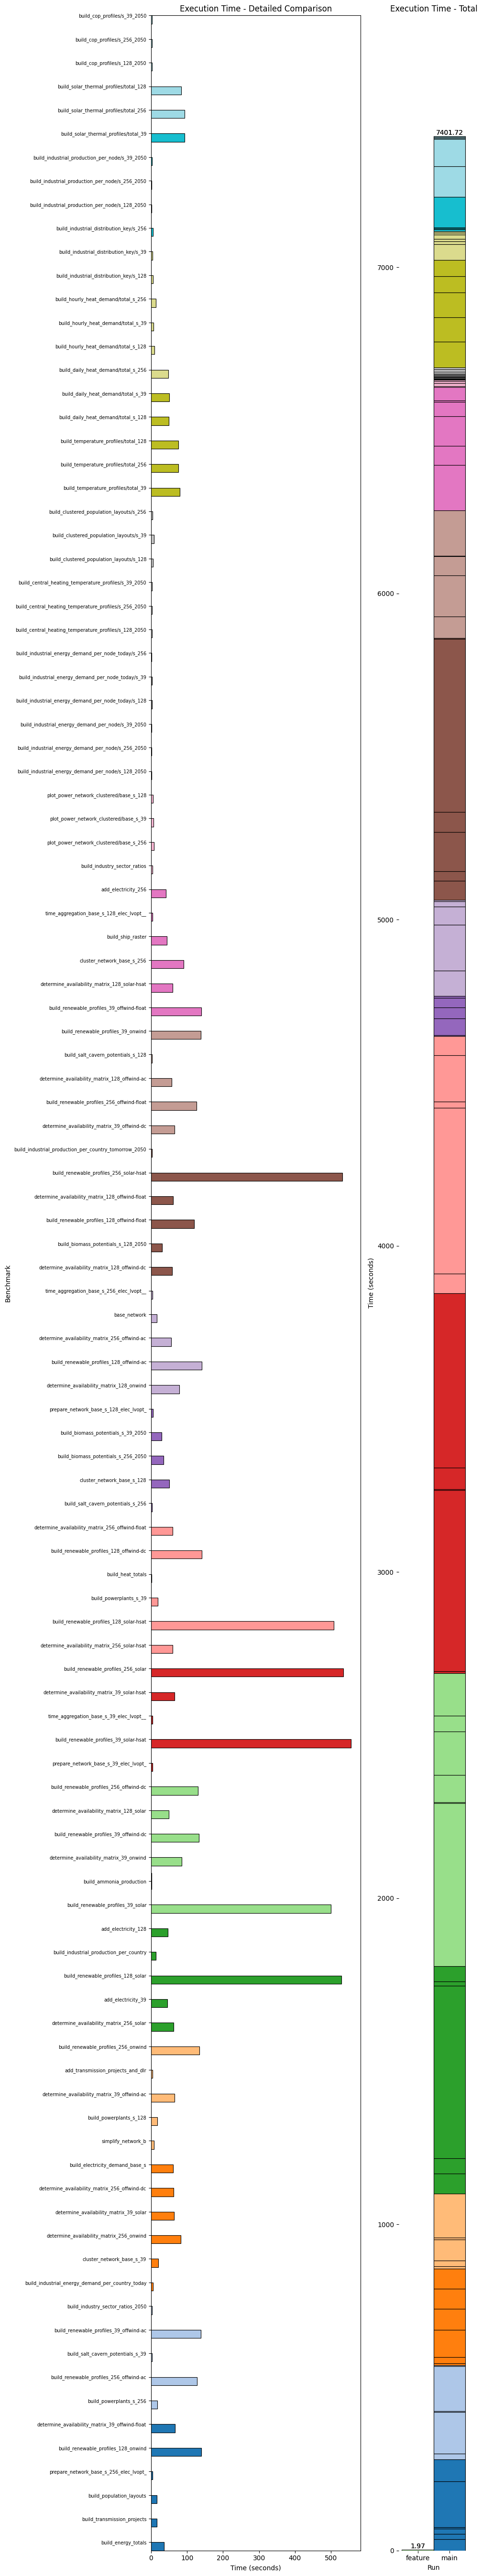 Execution Time - Detailed Comparison
build_cop_profiles/s_39_2050
build_cop_profiles/s_256_2050
build_cop_profiles/s_128_2050
build_solar_thermal_profiles/total_128
build_solar_thermal_profiles/total_256
build_solar_thermal_profiles/total_39
build_industrial_production_per_node/s_39_2050
build_industrial_production_per_node/s_256_2050
build_industrial_production_per_node/s_128_2050
build_industrial_distribution_key/s_256
build_industrial_distribution_key/s_39
build_industrial_distribution_key/s_128
build_hourly_heat_demand/total_s_256
build_hourly_heat_demand/total_s_39
build_hourly_heat_demand/total_s_128
build_daily_heat_demand/total_s_256
build_daily_heat_demand/total_s_39
build_daily_heat_demand/total_s_128
build_temperature_profiles/total_128
build_temperature_profiles/total_256
build_temperature_profiles/total_39
build_clustered_population_layouts/s_256
build_clustered_population_layouts/s_39
build_clustered_population_layouts/s_128
build_central_heating_temperature_profiles/s_39_2050
build_central_heating_temperature_profiles/s_256_2050
build_central_heating_temperature_profiles/s_128_2050
build_industrial_energy_demand_per_node_today/s_256
build_industrial_energy_demand_per_node_today/s_39
build_industrial_energy_demand_per_node_today/s_128
build_industrial_energy_demand_per_node/s_39_2050
build_industrial_energy_demand_per_node/s_256_2050
build_industrial_energy_demand_per_node/s_128_2050
plot_power_network_clustered/base_s_128
plot_power_network_clustered/base_s_39
plot_power_network_clustered/base_s_256
build_industry_sector_ratios
add_electricity_256
time_aggregation_base_s_128_elec_lvopt__
build_ship_raster
cluster_network_base_s_256
determine_availability_matrix_128_solar-hsat
build_renewable_profiles_39_offwind-float
build_renewable_profiles_39_onwind
build_salt_cavern_potentials_s_128
determine_availability_matrix_128_offwind-ac
build_renewable_profiles_256_offwind-float
determine_availability_matrix_39_offwind-dc
build_industrial_production_per_country_tomorrow_2050
build_renewable_profiles_256_solar-hsat
determine_availability_matrix_128_offwind-float
build_renewable_profiles_128_offwind-float
build_biomass_potentials_s_128_2050
determine_availability_matrix_128_offwind-dc
time_aggregation_base_s_256_elec_lvopt__
base_network
determine_availability_matrix_256_offwind-ac
build_renewable_profiles_128_offwind-ac
determine_availability_matrix_128_onwind
prepare_network_base_s_128_elec_lvopt_
build_biomass_potentials_s_39_2050
build_biomass_potentials_s_256_2050
cluster_network_base_s_128
build_salt_cavern_potentials_s_256
determine_availability_matrix_256_offwind-float
build_renewable_profiles_128_offwind-dc
build_heat_totals
build_powerplants_s_39
build_renewable_profiles_128_solar-hsat
determine_availability_matrix_256_solar-hsat
build_renewable_profiles_256_solar
determine_availability_matrix_39_solar-hsat
time_aggregation_base_s_39_elec_lvopt__
build_renewable_profiles_39_solar-hsat
prepare_network_base_s_39_elec_lvopt_
build_renewable_profiles_256_offwind-dc
determine_availability_matrix_128_solar
build_renewable_profiles_39_offwind-dc
determine_availability_matrix_39_onwind
build_ammonia_production
build_renewable_profiles_39_solar
add_electricity_128
build_industrial_production_per_country
build_renewable_profiles_128_solar
add_electricity_39
determine_availability_matrix_256_solar
build_renewable_profiles_256_onwind
add_transmission_projects_and_dlr
determine_availability_matrix_39_offwind-ac
build_powerplants_s_128
simplify_network_b
build_electricity_demand_base_s
determine_availability_matrix_256_offwind-dc
determine_availability_matrix_39_solar
determine_availability_matrix_256_onwind
cluster_network_base_s_39
build_industrial_energy_demand_per_country_today
build_industry_sector_ratios_2050
build_renewable_profiles_39_offwind-ac
build_salt_cavern_potentials_s_39
build_renewable_profiles_256_offwind-ac
build_powerplants_s_256
determine_availability_matrix_39_offwind-float
build_renewable_profiles_128_onwind
prepare_network_base_s_256_elec_lvopt_
build_population_layouts
build_transmission_projects
build_energy_totals
Benchmark
0 100 200 300 400 500
Time (seconds)
Execution Time - Total
7401.72
7000
6000
5000
4000
3000
2000
1000
0
Time (seconds)
1.97
feature main
Run